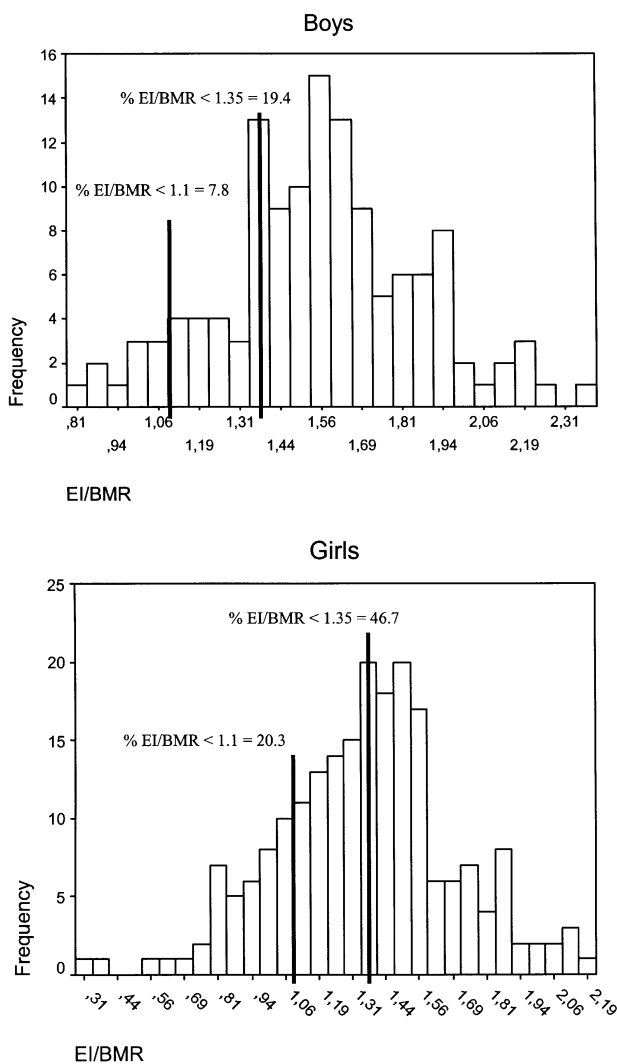 Boys
16
% EI/BMR < 1.35 = 19.4
14
12
% EI/BMR < 1.1 = 7.8
10
8
6
4
2
0
Frequency
,81 1,06 1,31 1,56 1,81 2,06 2,31
,94 1,19 1,44 1,69 1,94 2,19
EI/BMR
Girls
25
% EI/BMR < 1.35 = 46.7
20
% EI/BMR < 1.1 = 20.3
15
10
5
0
Frequency
,31 ,44 ,56 ,69 ,81 ,94 1,06 1,19 1,31 1,44 1,56 1,69 1,81 1,94 2,06 2,19
EI/BMR